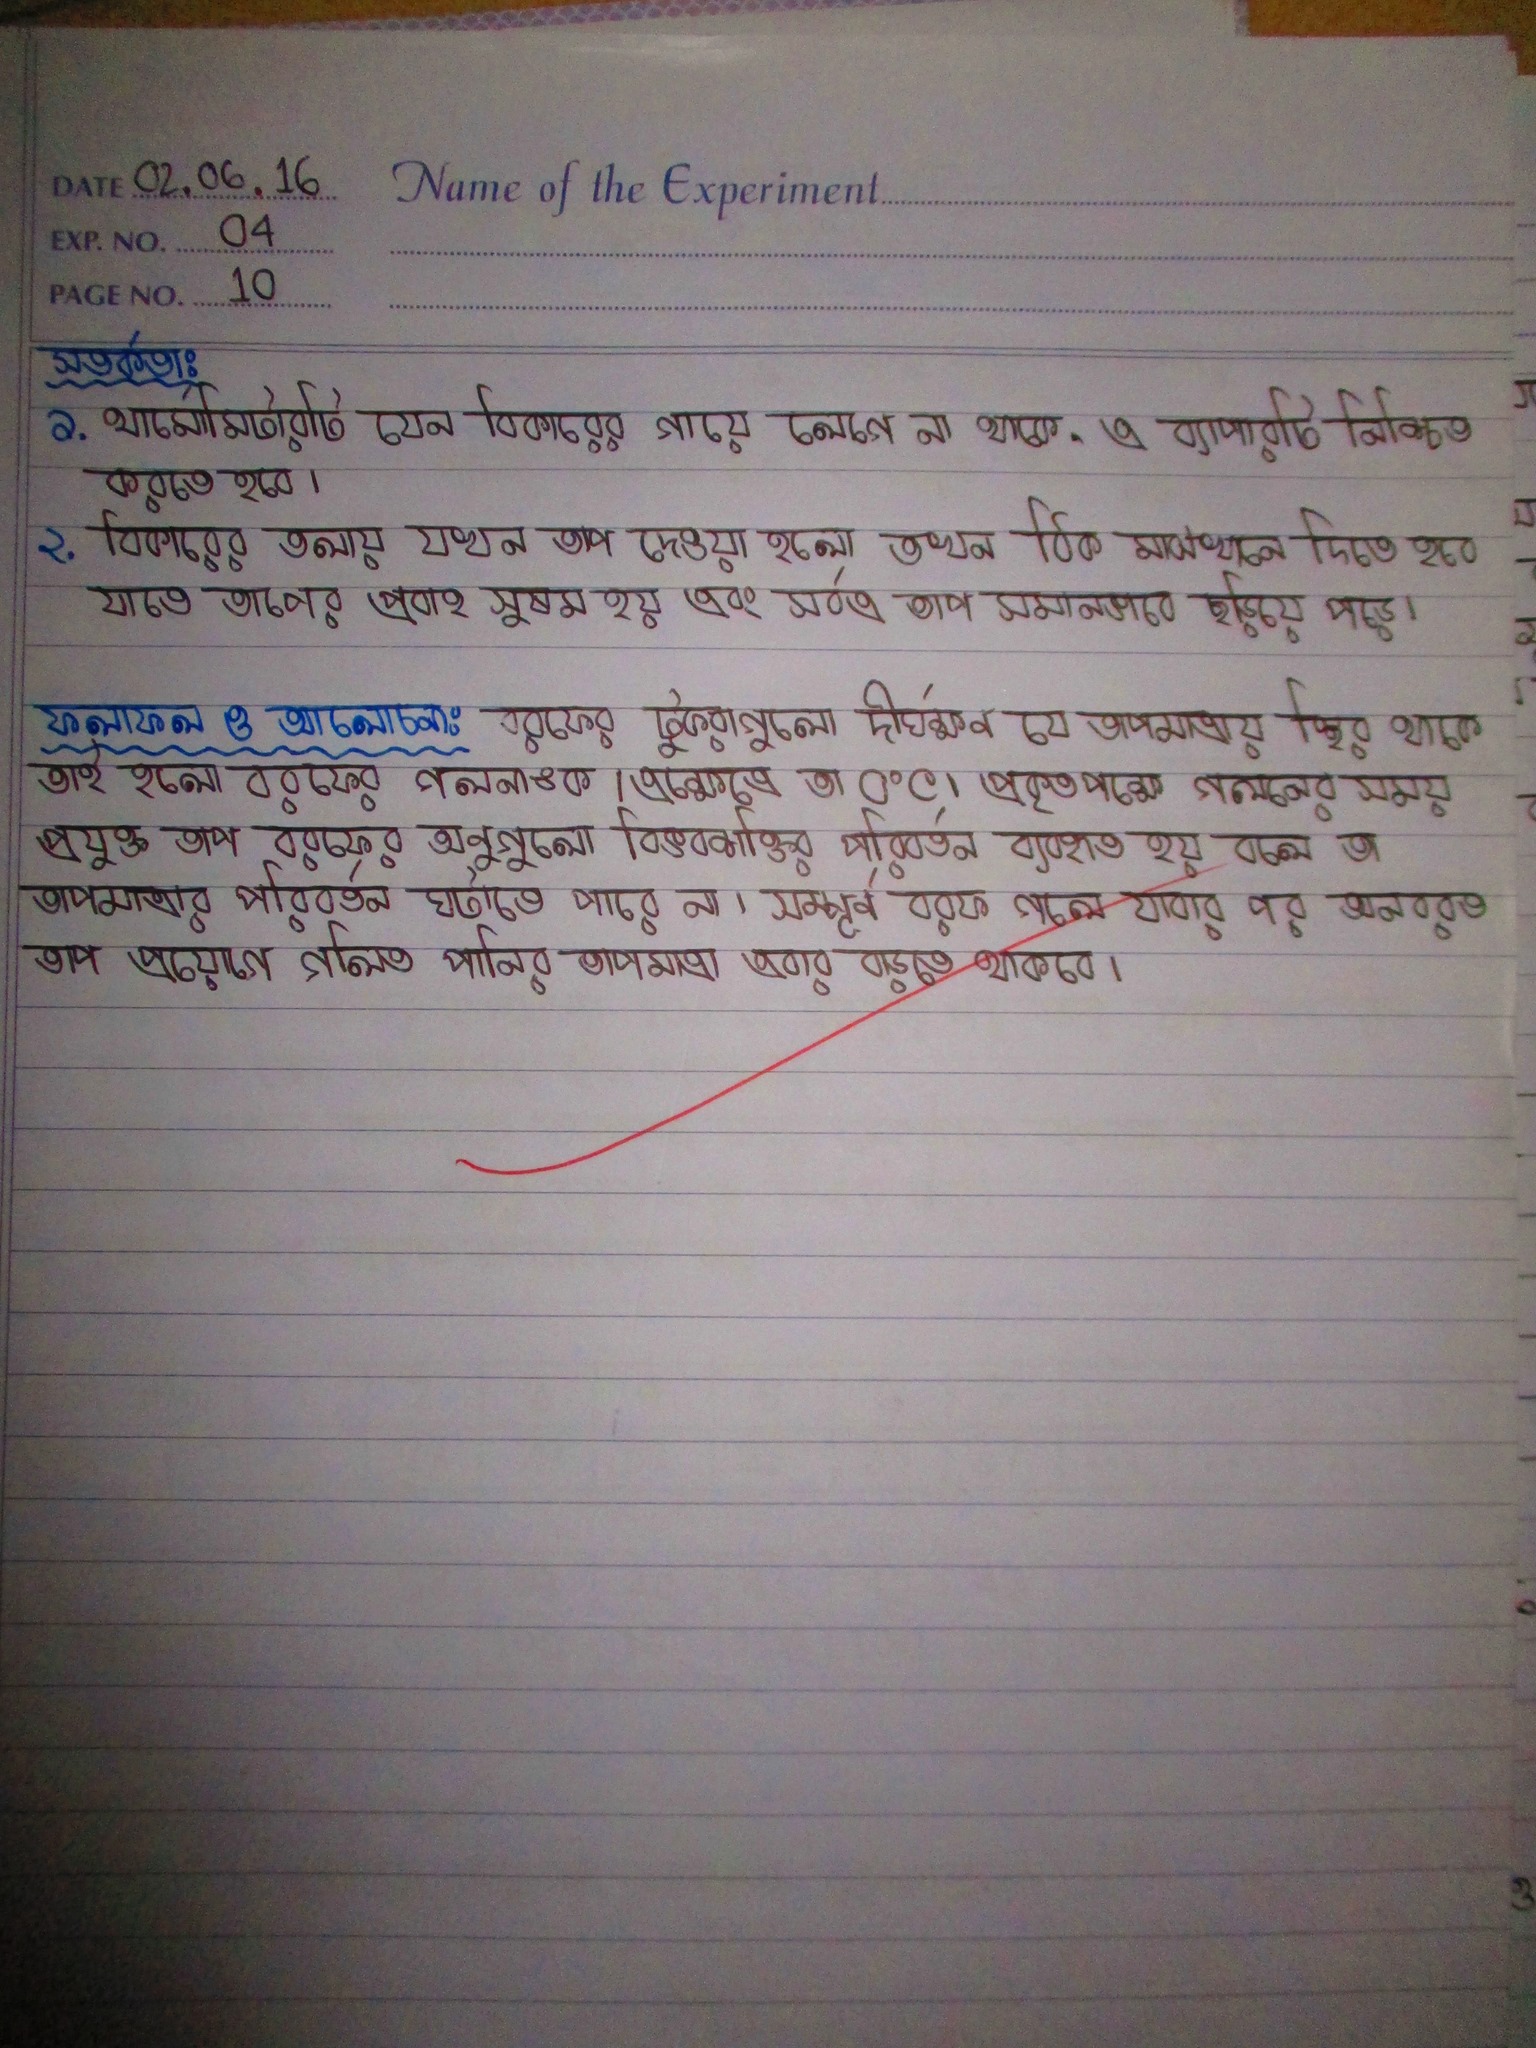 DATE 02.06.16 Name of the Experiment
EXP. NO. 04
PAGE NO. 10
সতর্কতাঃ
১. থার্মোমিটারটি যেন বিকারের গায়ে লেগে না থাকে. এ ব্যাপারটি নিশ্চিত
করতে হবে।
২. বিকারের তলায় যখন তাপ দেওয়া হলো তখন ঠিক মাঝখানে দিতে হবে
যাতে তাপের প্রবাহ সুষম হয় এবং সর্বত্র তাপ সমানভাবে ছড়িয়ে পড়ে।
ফলাফল ও আলোচনাঃ বরফের টুকরাগুলো দীর্ঘক্ষন যে তাপমাত্রায় স্থির থাকে
তাই হলো বরফের গলনাঙক। এক্ষেত্রে তা 0°C। প্রকৃতপক্ষে গলনের সময়
প্রযুক্ত তাপ বরফের অনুগুলো বিভবশক্তির পরিবর্তন ব্যবহৃত হয় বলে তা
তাপমাত্রার পরিবর্তন ঘটাতে পারে না। সম্পূর্ন বরফ গলে যাবার পর অনবরত
তাপ প্রয়োগে গলিত পানির তাপমাত্রা এবার বাড়তে থাকবে।